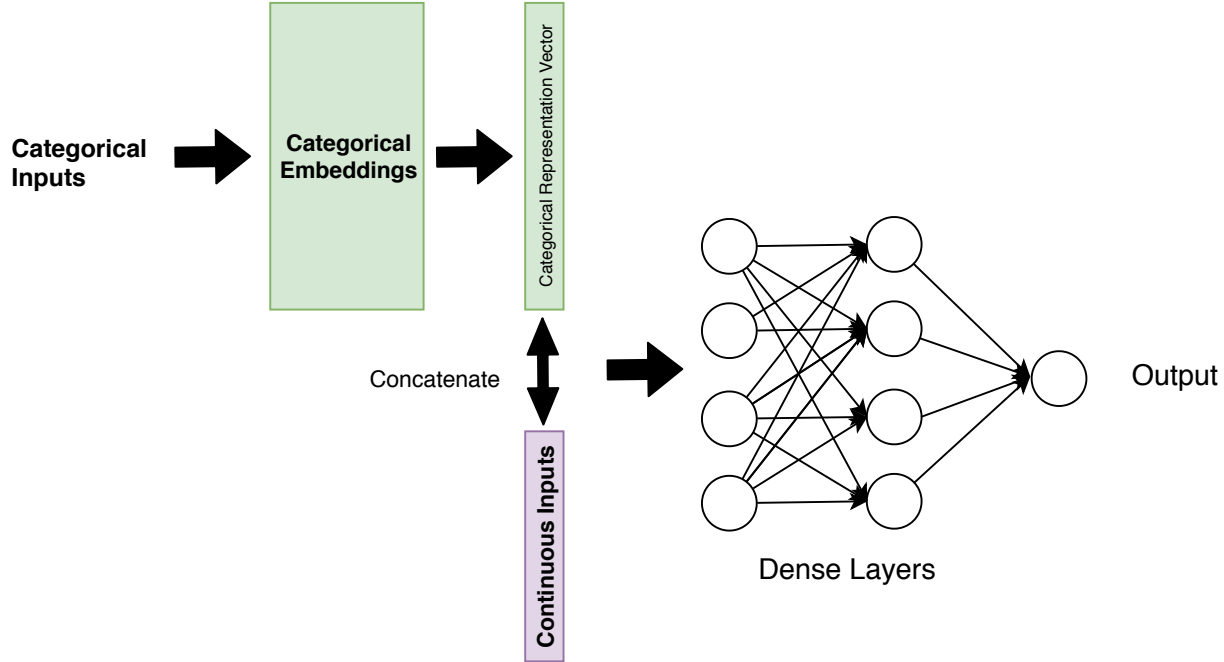 Categorical
Inputs
Categorical
Embeddings
Categorical Representation Vector
Concatenate
Continuous Inputs
Dense Layers
Output